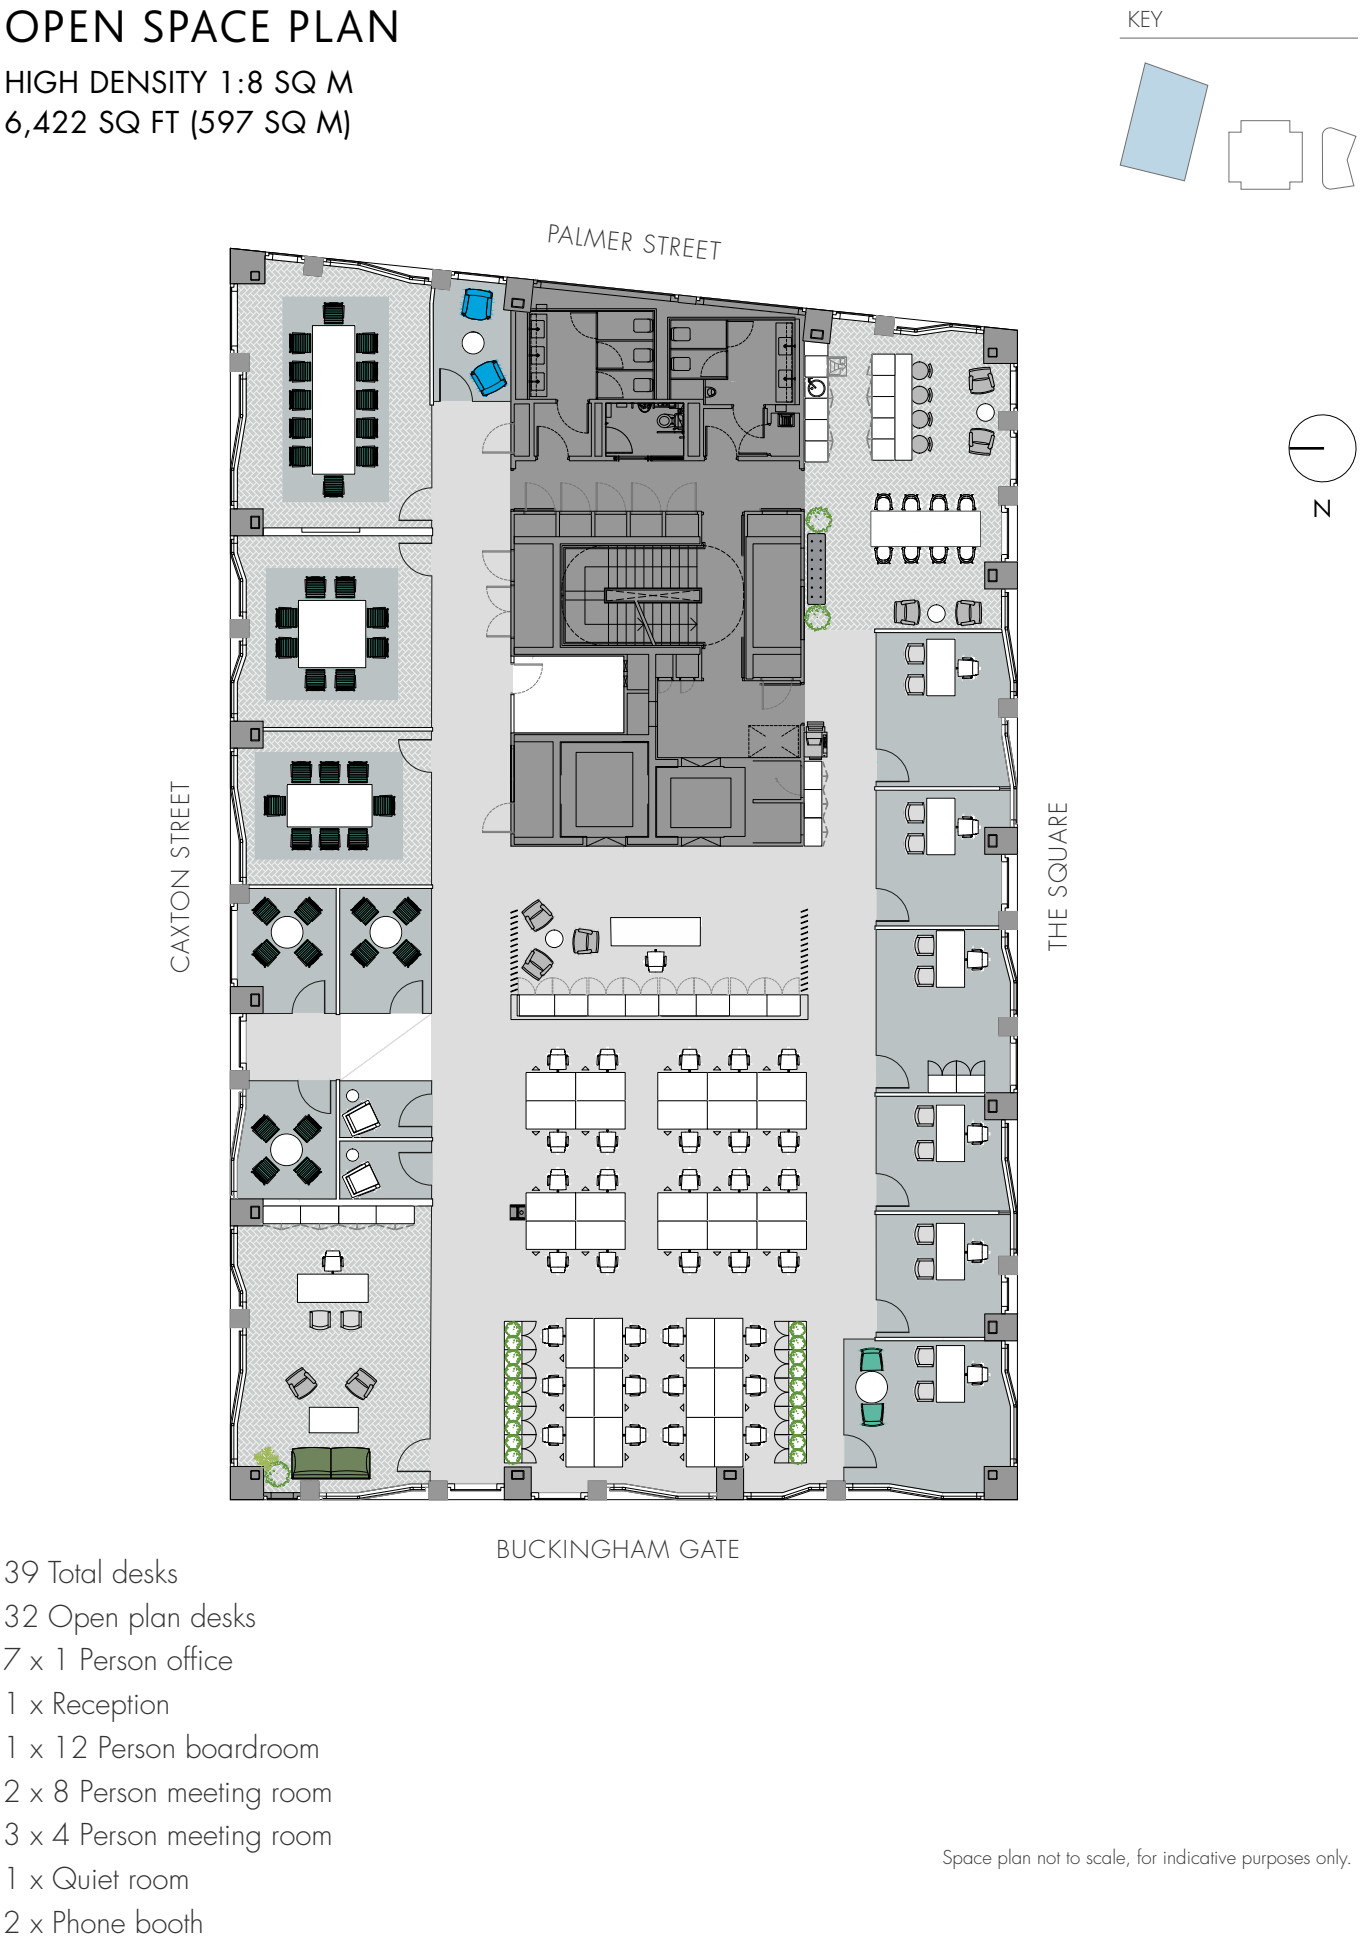 OPEN SPACE PLAN
HIGH DENSITY 1:8 SQ M
6,422 SQ FT (597 SQ M)
KEY
PALMER STREET
N
CAXTON STREET
THE SQUARE
BUCKINGHAM GATE
39 Total desks
32 Open plan desks
7 x 1 Person office
1 x Reception
1 x 12 Person boardroom
2 x 8 Person meeting room
3 x 4 Person meeting room
1 x Quiet room
2 x Phone booth
Space plan not to scale, for indicative purposes only.